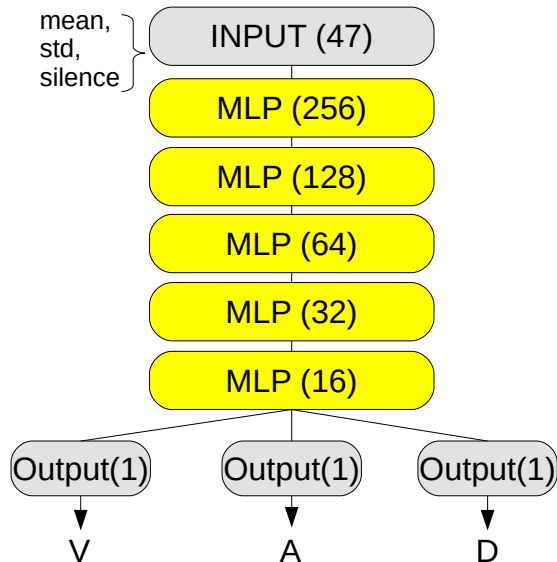 mean,
std,
silence
INPUT (47)
MLP (256)
MLP (128)
MLP (64)
MLP (32)
MLP (16)
Output(1) Output(1) Output(1)
V A D